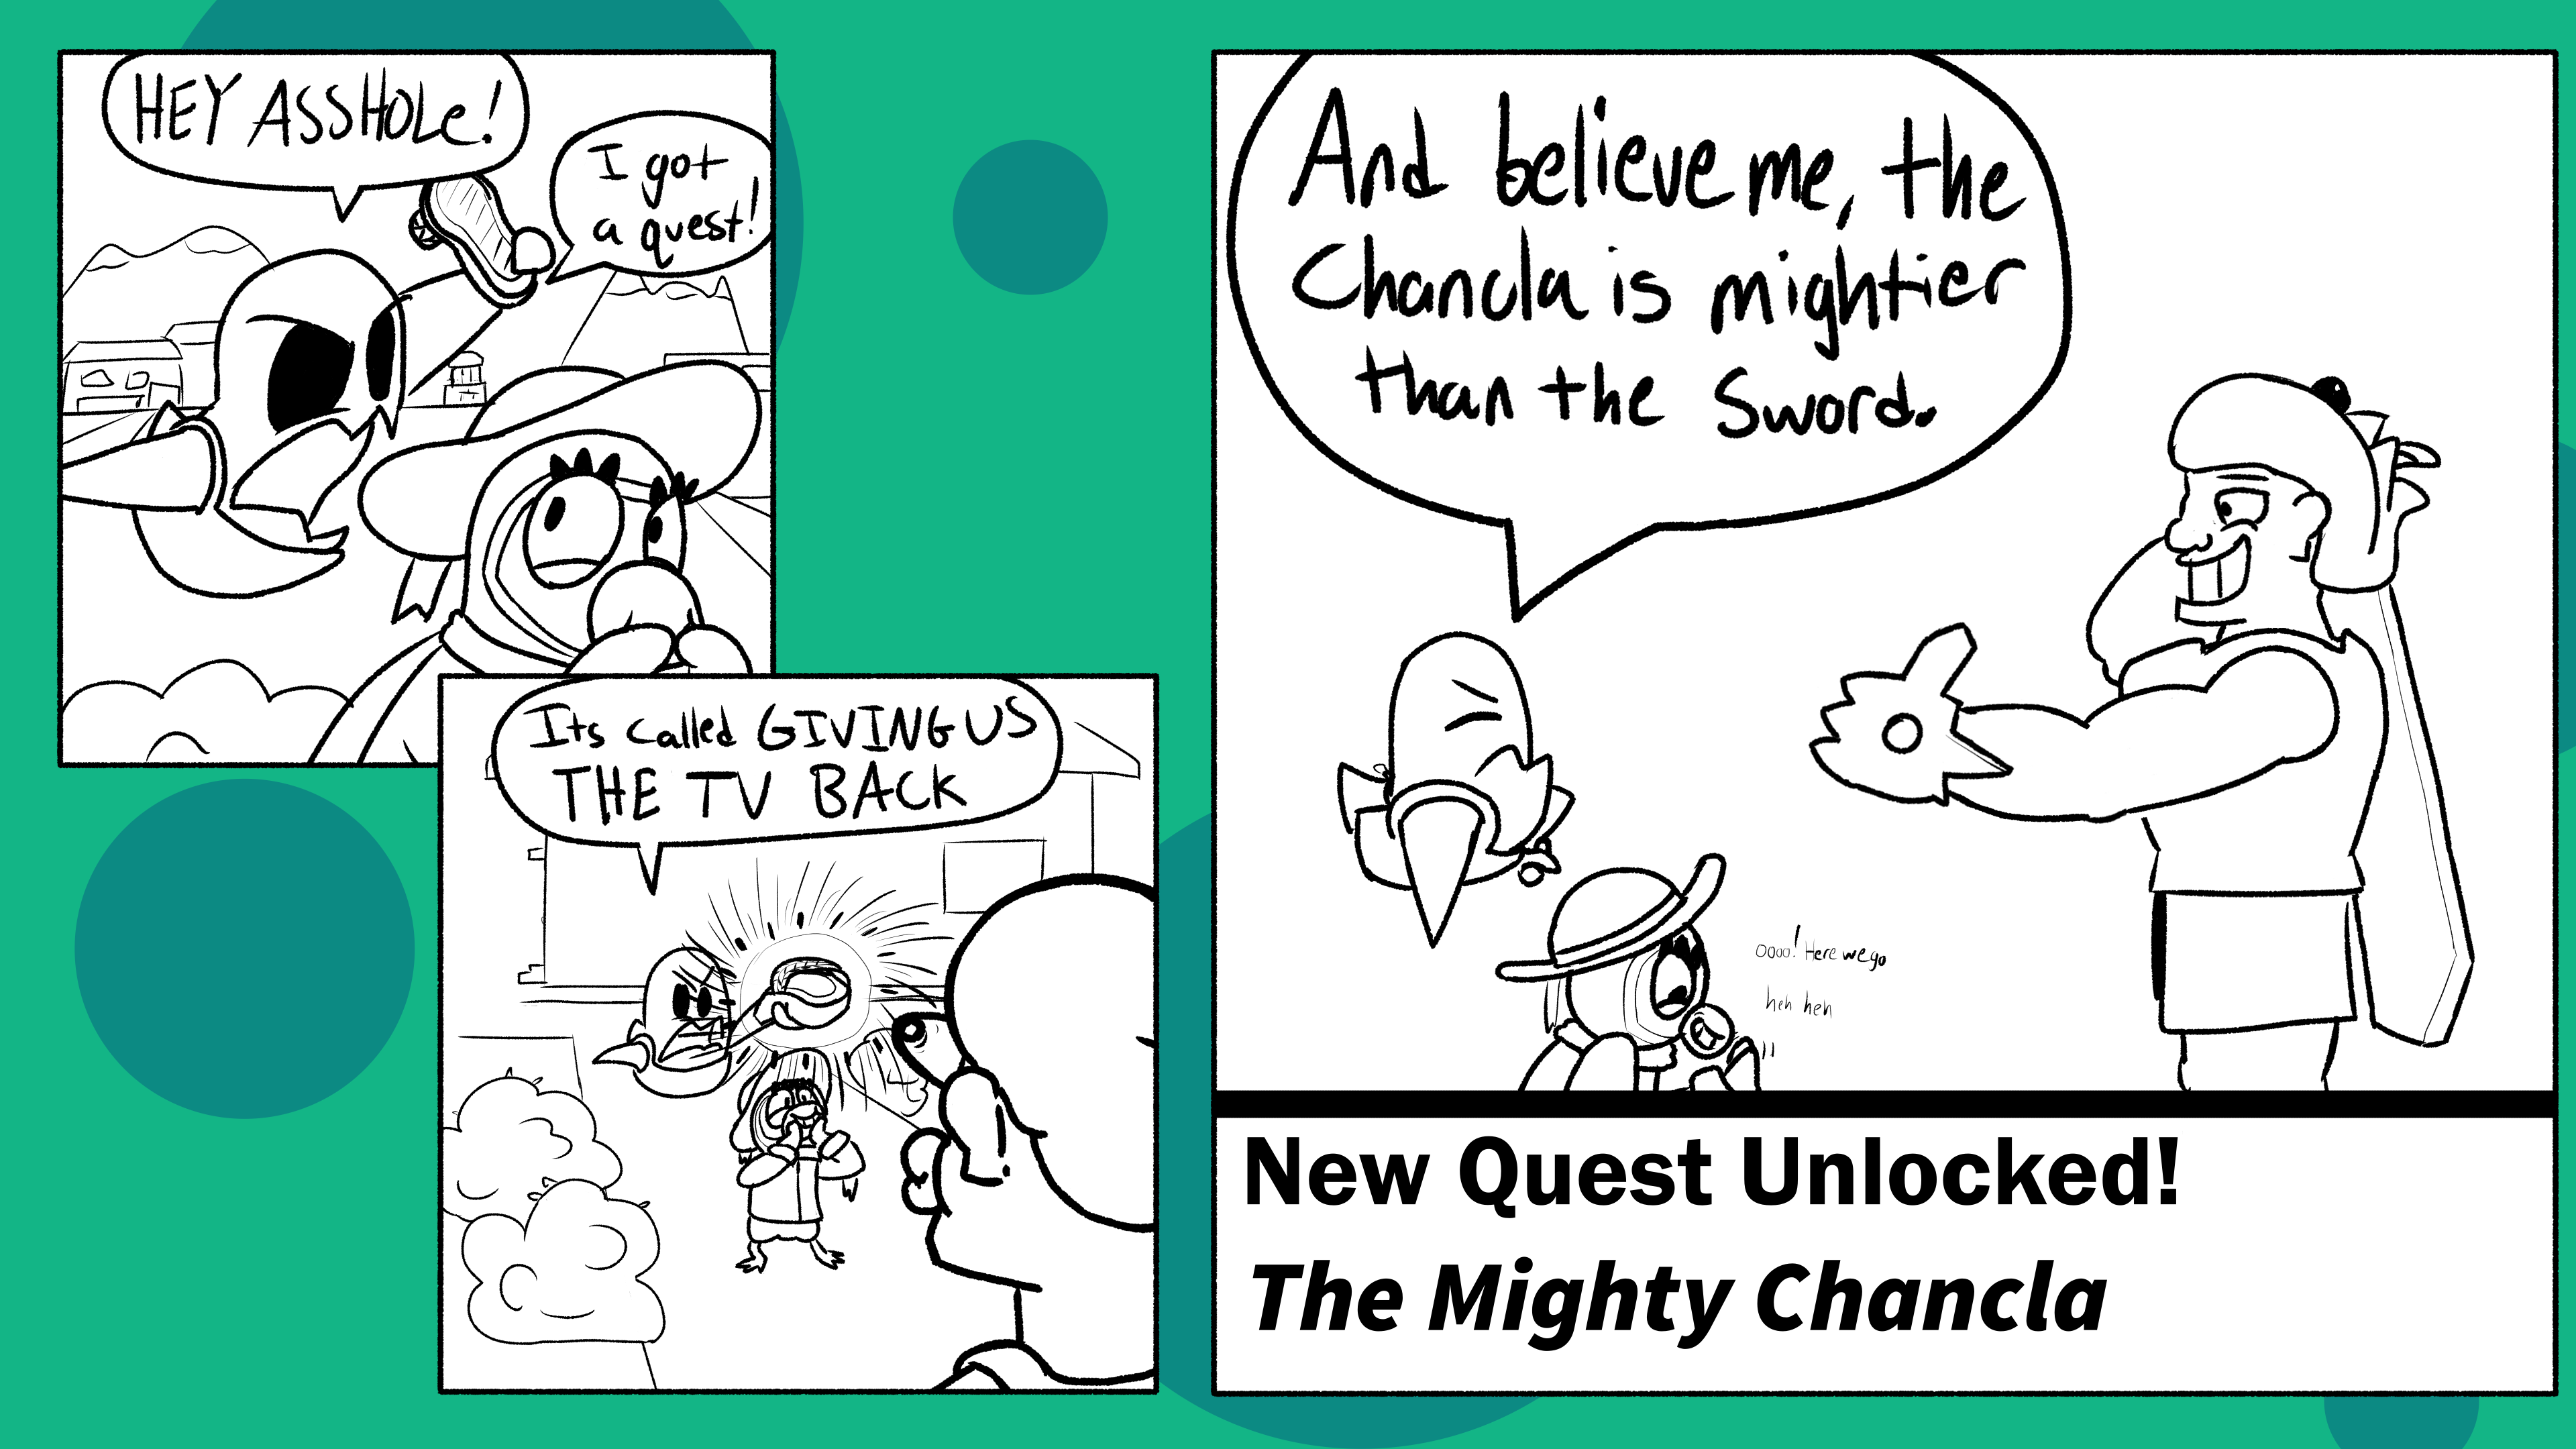 HEY ASSHOLe!
I got
a quest!
Its called GIVING US
THE TV BACK
And believe me, the
Chancla is mightier
than the Sword.
oooo! Here we go
heh heh
New Quest Unlocked!
The Mighty Chancla